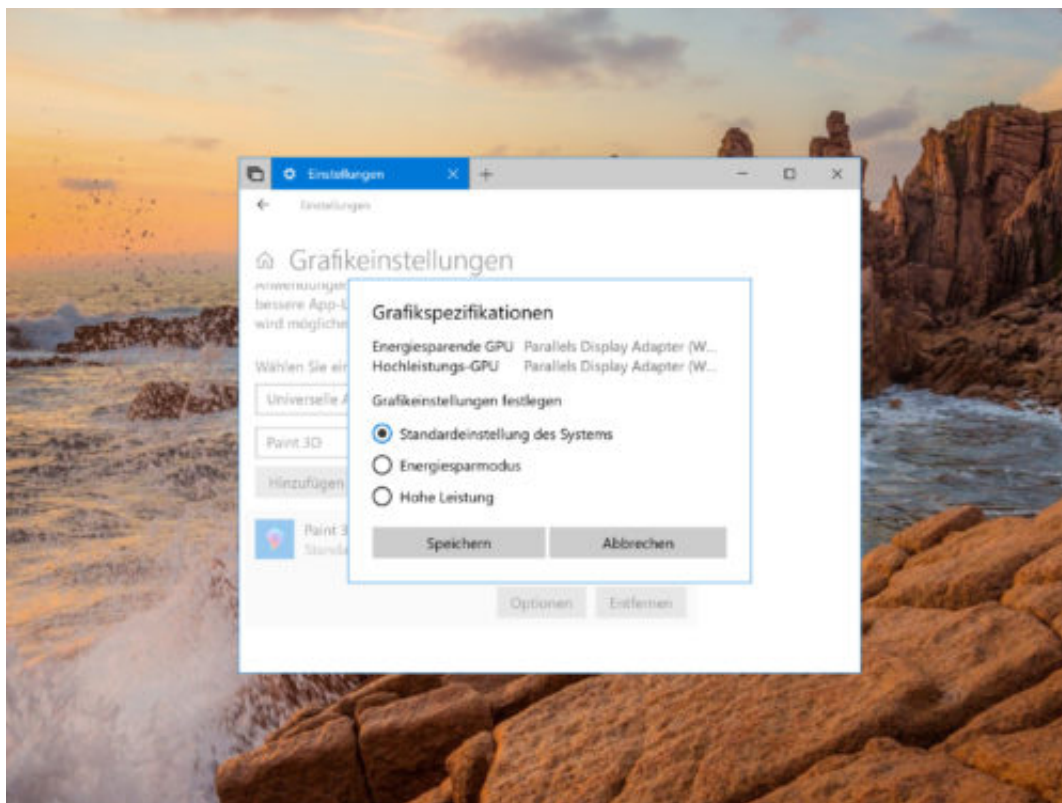 Einstellungen
Einstellungen
Grafikeinstellungen
bessere App-L
wird mögliche
Wählen Sie ein
Universelle A
Paint 3D
Hinzufügen
Paint 3
Standa
Grafikspezifikationen
Energiesparende GPU Parallels Display Adapter (W...
Hochleistungs-GPU Parallels Display Adapter (W...
Grafikeinstellungen festlegen
Standardeinstellung des Systems
Energiesparmodus
Hohe Leistung
Speichern Abbrechen
Optionen Entfernen